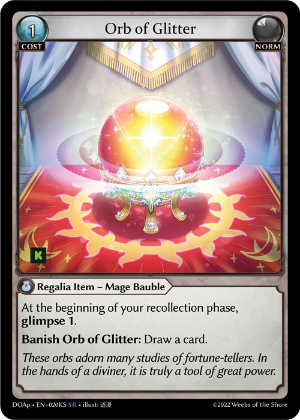 Orb of Glitter
1
COST
NORM
K
Regalia Item – Mage Bauble
At the beginning of your recollection phase,
glimpse 1.
Banish Orb of Glitter: Draw a card.
These orbs adorn many studies of fortune-tellers. In
the hands of a diviner, it is truly a tool of great power.
DOAp • EN-020KS SR • illust: 
©2022 Weebs of the Shore